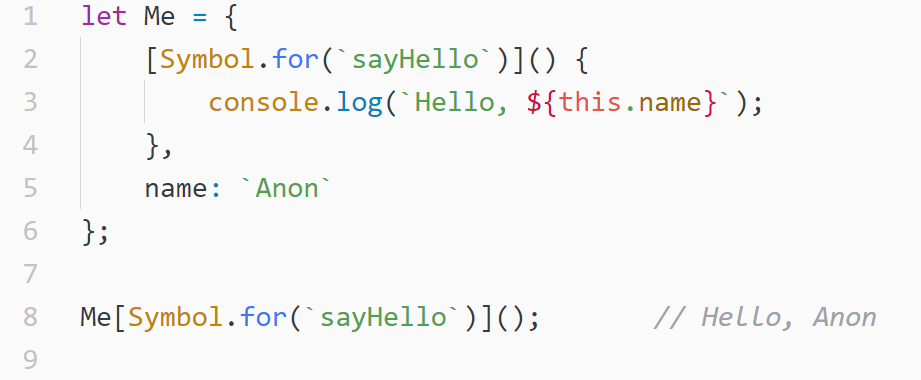 1 let Me = {
2     [Symbol.for(`sayHello`)]() {
3         console.log(`Hello, ${this.name}`);
4     },
5     name: `Anon`
6 };
7
8 Me[Symbol.for(`sayHello`)]();       // Hello, Anon
9